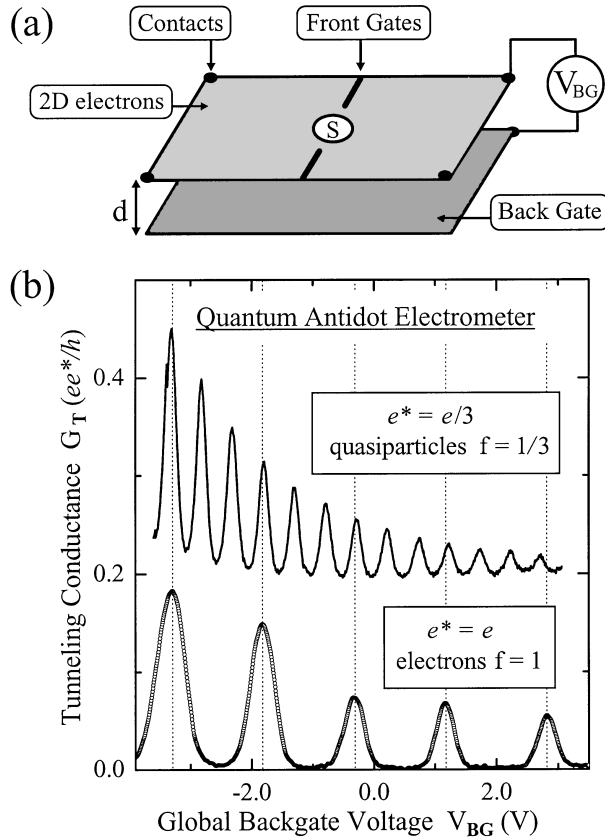 (a)
Contacts
Front Gates
2D electrons
S
V_BG
d
Back Gate
(b)
Quantum Antidot Electrometer
e* = e/3
quasiparticles f = 1/3
e* = e
electrons f = 1
Tunneling Conductance G_T (ee*/h)
0.4
0.2
0.0
-2.0
0.0
2.0
Global Backgate Voltage V_BG (V)